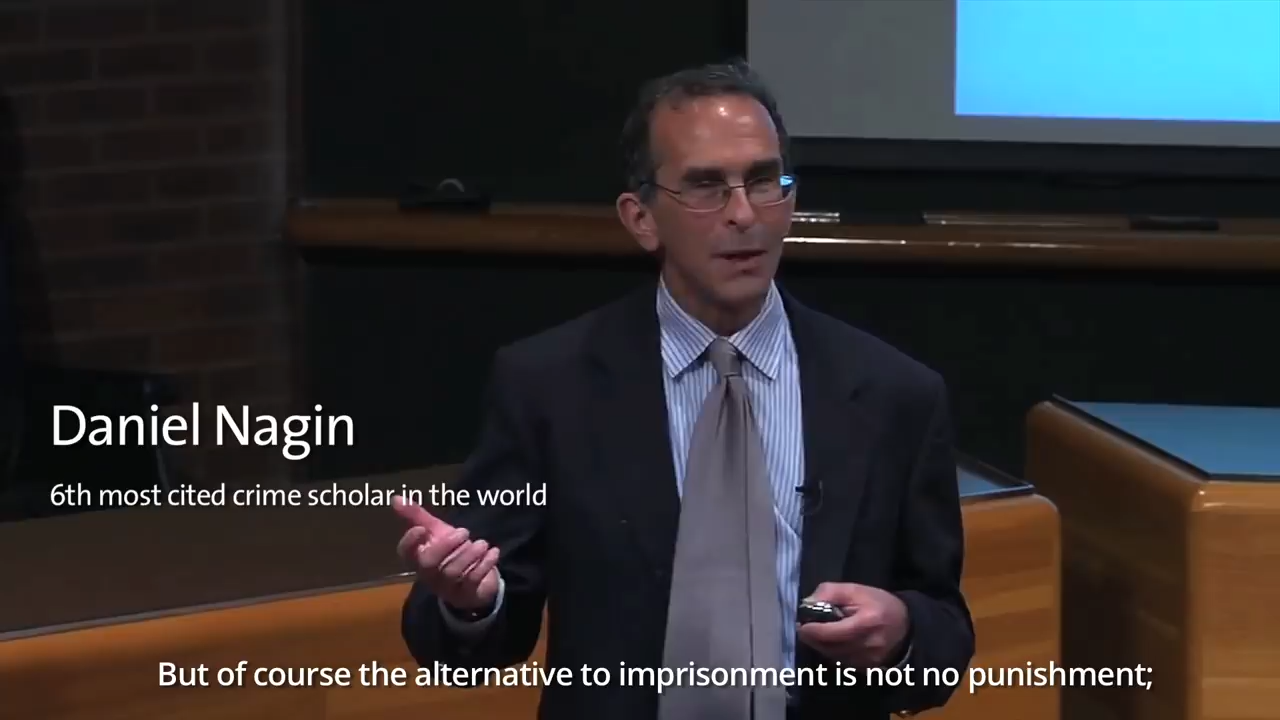 Daniel Nagin
6th most cited crime scholar in the world
But of course the alternative to imprisonment is not no punishment;